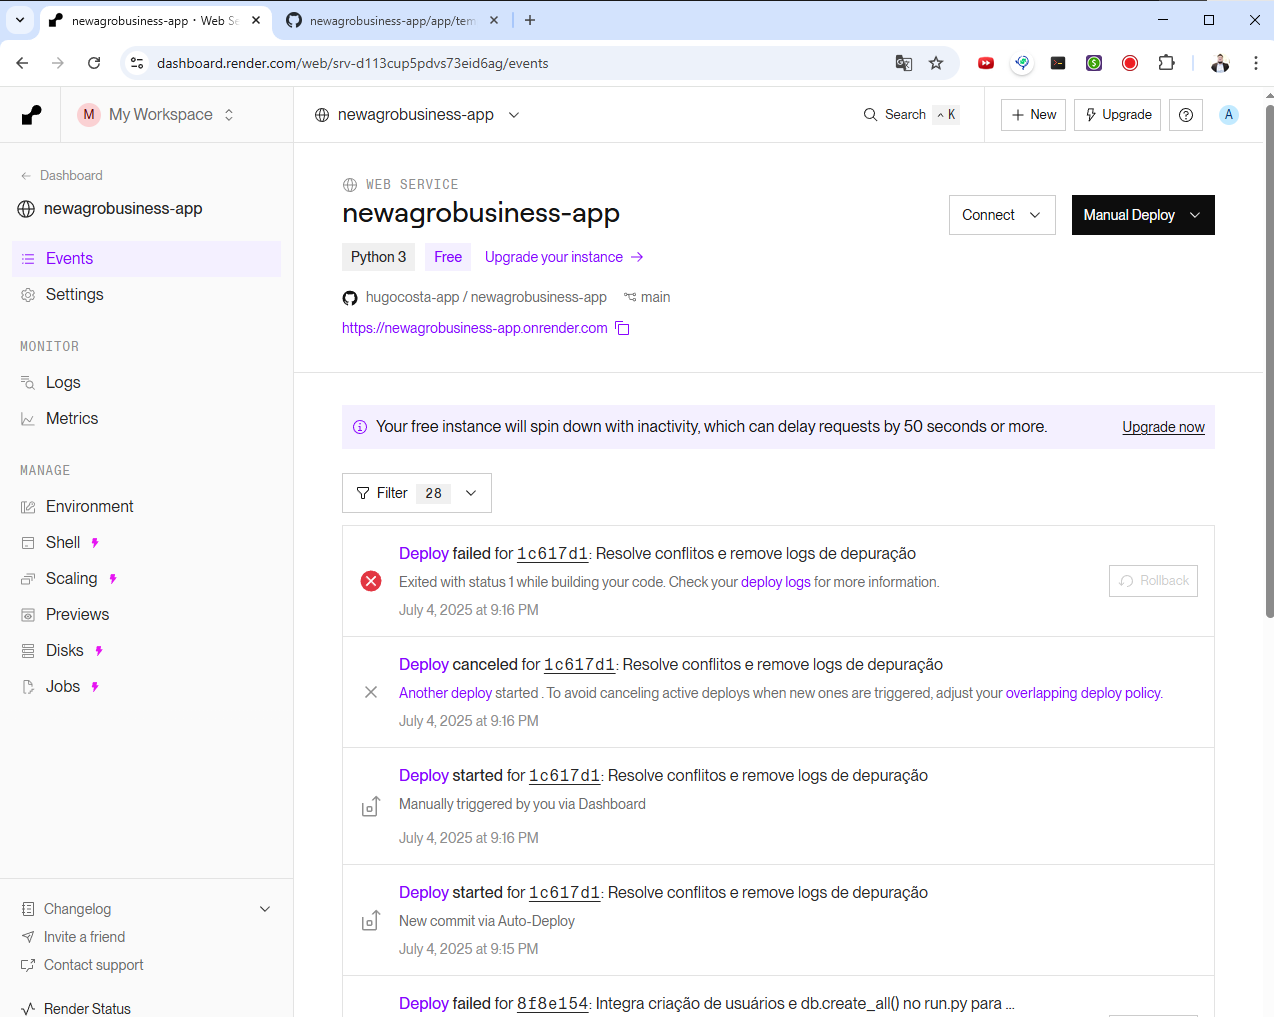 newagrobusiness-app · Web Se
newagrobusiness-app/app/tem
dashboard.render.com/web/srv-d113cup5pdvs73eid6ag/events
M My Workspace
newagrobusiness-app
Search K
New
Upgrade
A
Dashboard
newagrobusiness-app
Events
Settings
MONITOR
Logs
Metrics
MANAGE
Environment
Shell
Scaling
Previews
Disks
Jobs
Changelog
Invite a friend
Contact support
Render Status
WEB SERVICE
newagrobusiness-app
Connect
Manual Deploy
Python 3 Free Upgrade your instance
hugocosta-app / newagrobusiness-app main
https://newagrobusiness-app.onrender.com
Your free instance will spin down with inactivity, which can delay requests by 50 seconds or more.
Upgrade now
Filter 28
Deploy failed for 1c617d1: Resolve conflitos e remove logs de depuração
Exited with status 1 while building your code. Check your deploy logs for more information.
July 4, 2025 at 9:16 PM
Rollback
Deploy canceled for 1c617d1: Resolve conflitos e remove logs de depuração
Another deploy started . To avoid canceling active deploys when new ones are triggered, adjust your overlapping deploy policy.
July 4, 2025 at 9:16 PM
Deploy started for 1c617d1: Resolve conflitos e remove logs de depuração
Manually triggered by you via Dashboard
July 4, 2025 at 9:16 PM
Deploy started for 1c617d1: Resolve conflitos e remove logs de depuração
New commit via Auto-Deploy
July 4, 2025 at 9:15 PM
Deploy failed for 8f8e154: Integra criação de usuários e db.create_all() no run.py para ...